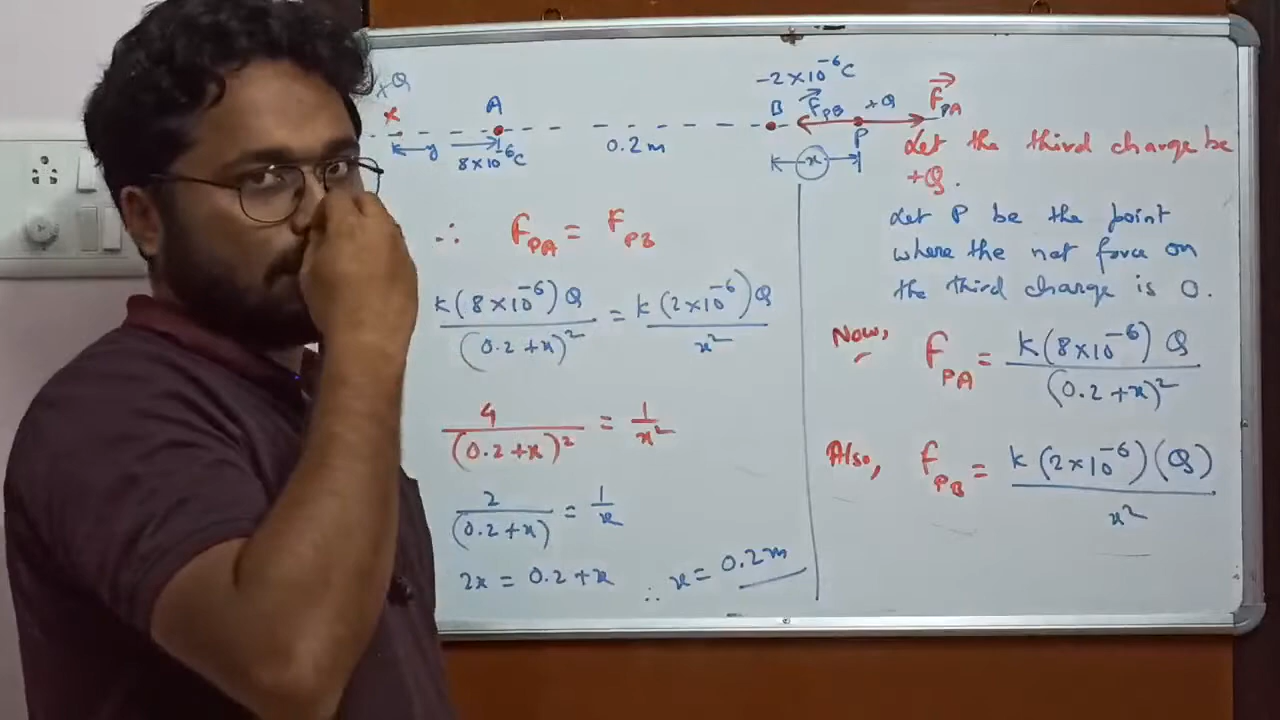 +Q
x
y
A
8×10⁻⁶C
0.2m
-2×10⁻⁶C
B
F⃗PB
+Q
F⃗PA
P
x
Let the third charge be
+Q.
Let P be the point
where the net force on
the third charge is 0.
∴ FPA = FPB
K(8×10⁻⁶)Q/(0.2+x)² = K(2×10⁻⁶)Q/x²
4/(0.2+x)² = 1/x²
2/(0.2+x) = 1/x
2x = 0.2+x ∴ x = 0.2m
Now, FPA = K(8×10⁻⁶)Q/(0.2+x)²
Also, FPB = K(2×10⁻⁶)(Q)/x²